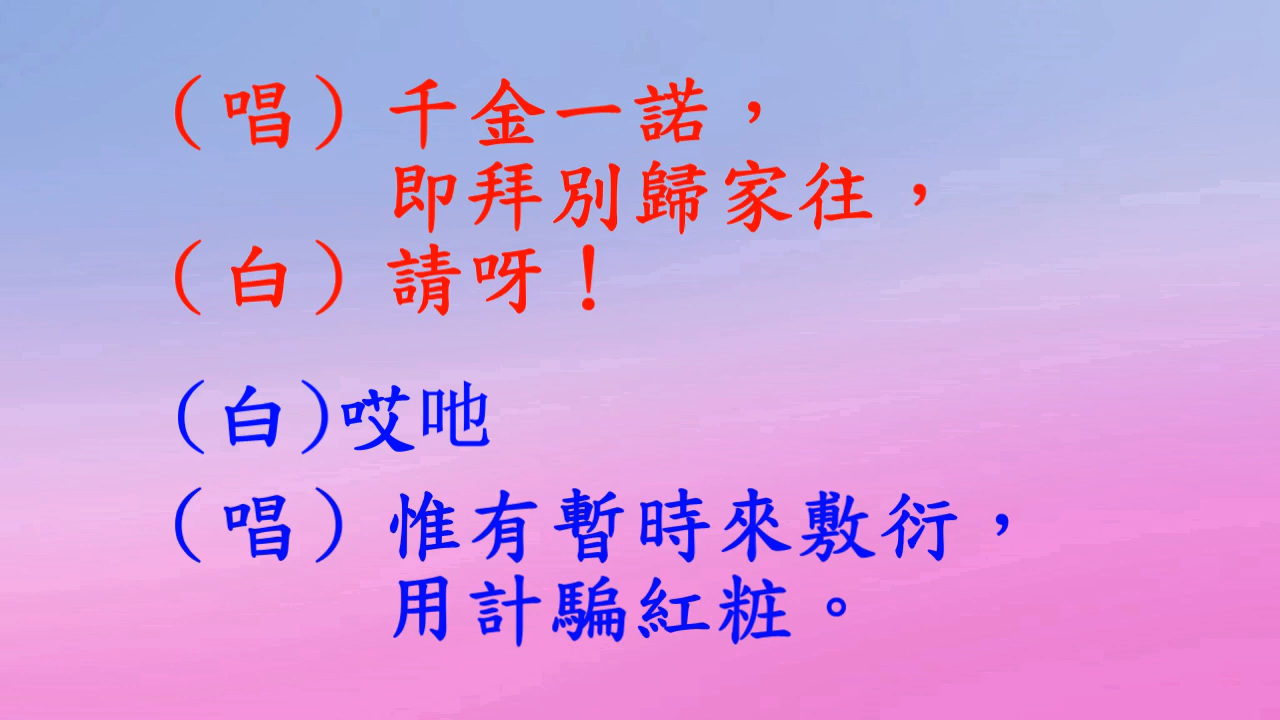 （唱）千金一諾，
即拜別歸家往，
（白）請呀！
(白)哎吔
（唱）惟有暫時來敷衍，
用計騙紅粧。